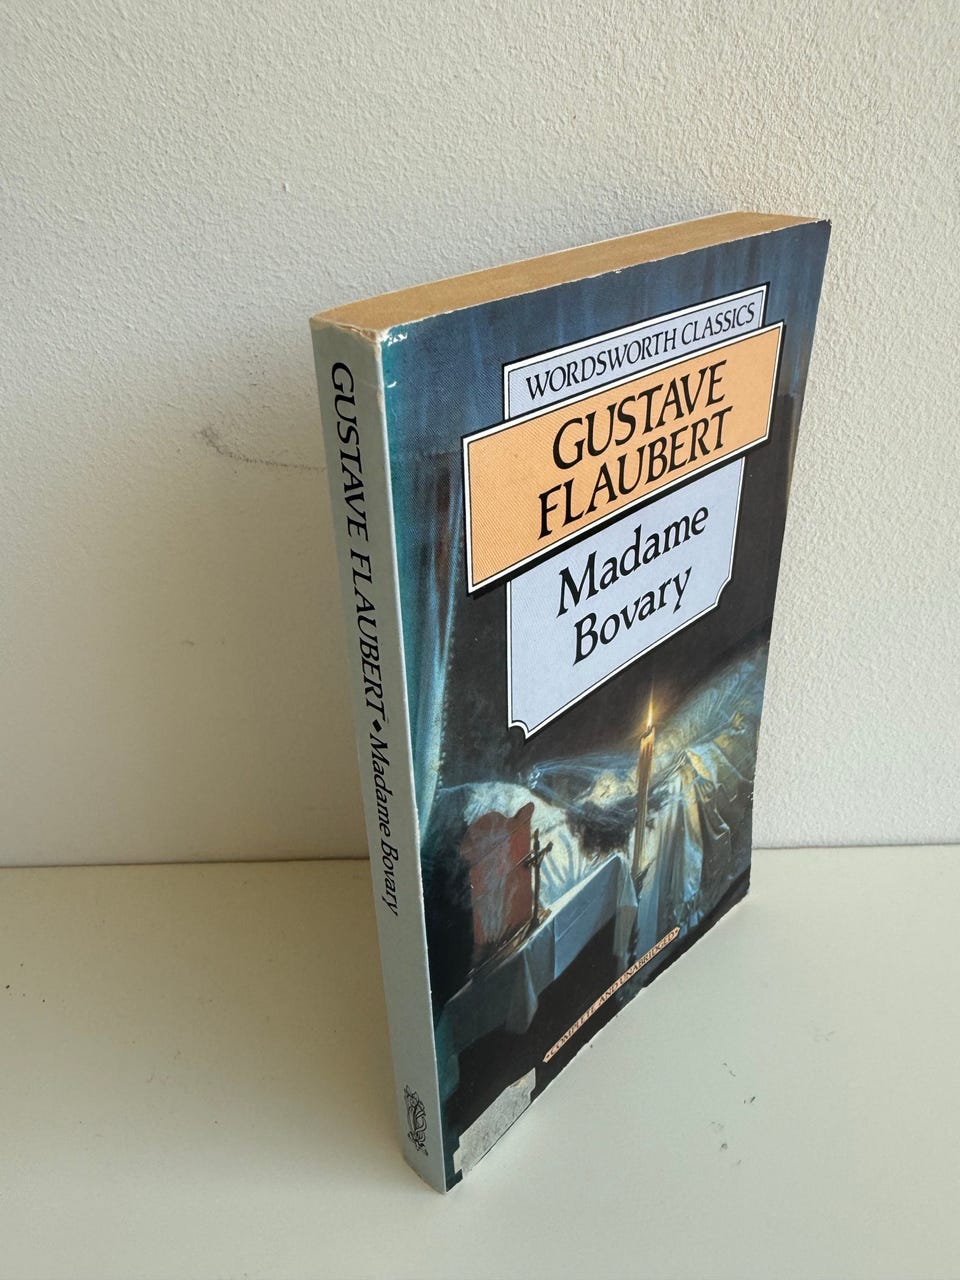 GUSTAVE FLAUBERT ◆ Madame Bovary
WORDSWORTH CLASSICS
GUSTAVE
FLAUBERT
Madame
Bovary
•COMPLETE AND UNABRIDGED•